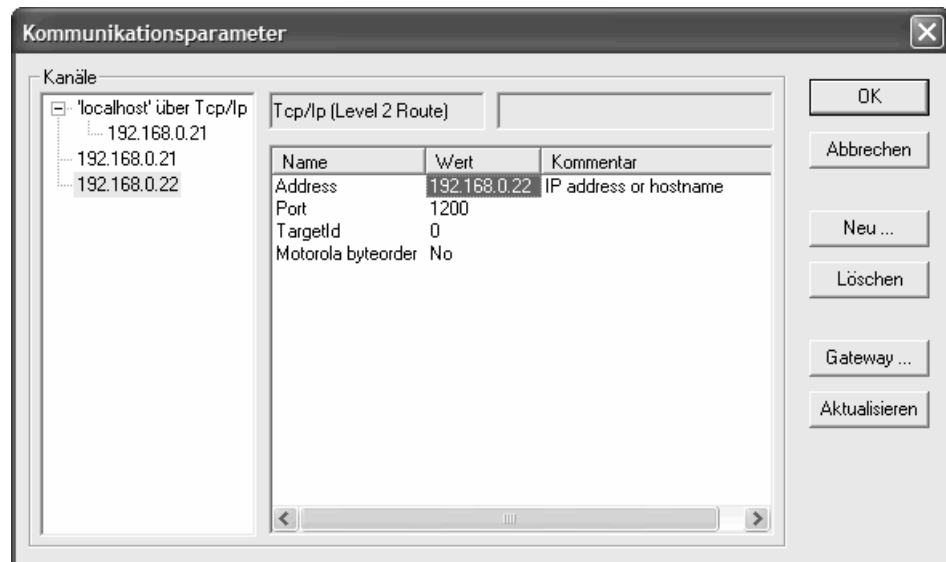 Kommunikationsparameter
Kanäle
'localhost' über Tcp/Ip
192.168.0.21
192.168.0.21
192.168.0.22
Tcp/Ip (Level 2 Route)
Name Wert Kommentar
Address 192.168.0.22 IP address or hostname
Port 1200
TargetId 0
Motorola byteorder No
OK
Abbrechen
Neu ...
Löschen
Gateway ...
Aktualisieren